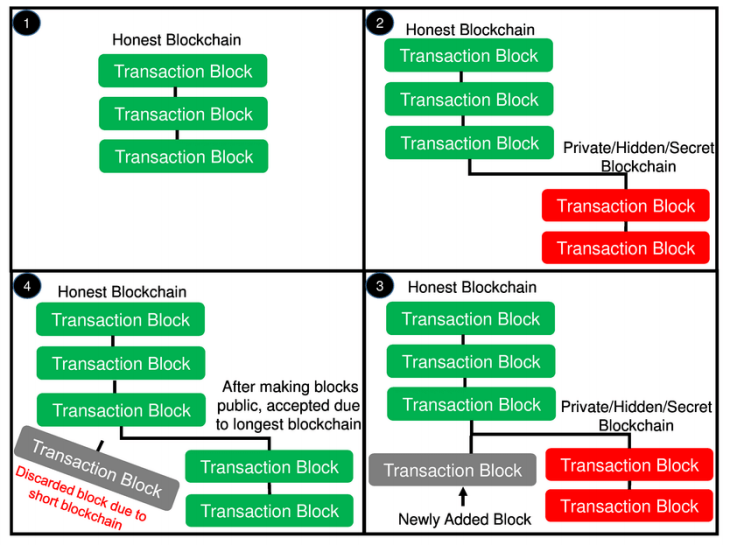 1
Honest Blockchain
Transaction Block
Transaction Block
Transaction Block
2
Honest Blockchain
Transaction Block
Transaction Block
Transaction Block
Private/Hidden/Secret
Blockchain
Transaction Block
Transaction Block
4
Honest Blockchain
Transaction Block
Transaction Block
Transaction Block
After making blocks
public, accepted due
to longest blockchain
Transaction Block
Discarded block due to
short blockchain
Transaction Block
Transaction Block
3
Honest Blockchain
Transaction Block
Transaction Block
Transaction Block
Private/Hidden/Secret
Blockchain
Transaction Block
Newly Added Block
Transaction Block
Transaction Block